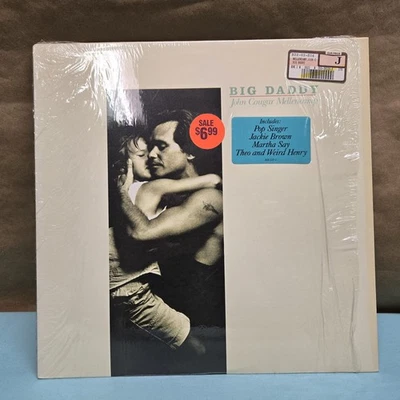 J
BIG DADDY
John Cougar Mellencamp
SALE
$6.99
Includes:
Pop Singer
Jackie Brown
Martha Say
Theo and Weird Henry